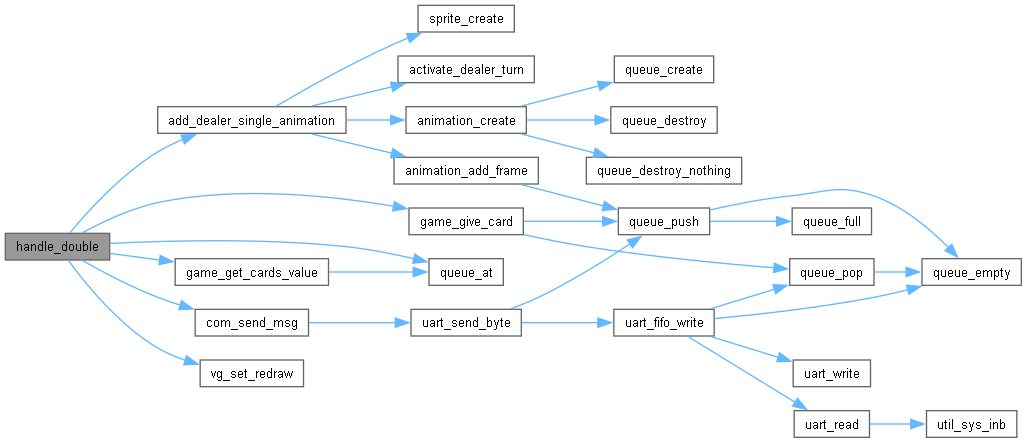 sprite_create
activate_dealer_turn
queue_create
add_dealer_single_animation
animation_create
queue_destroy
animation_add_frame
queue_destroy_nothing
game_give_card
queue_push
queue_full
handle_double
game_get_cards_value
queue_at
queue_pop
queue_empty
com_send_msg
uart_send_byte
uart_fifo_write
vg_set_redraw
uart_write
uart_read
util_sys_inb